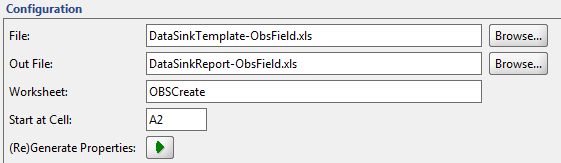 Configuration
File: DataSinkTemplate-ObsField.xls Browse...
Out File: DataSinkReport-ObsField.xls Browse...
Worksheet: OBSCreate
Start at Cell: A2
(Re)Generate Properties: